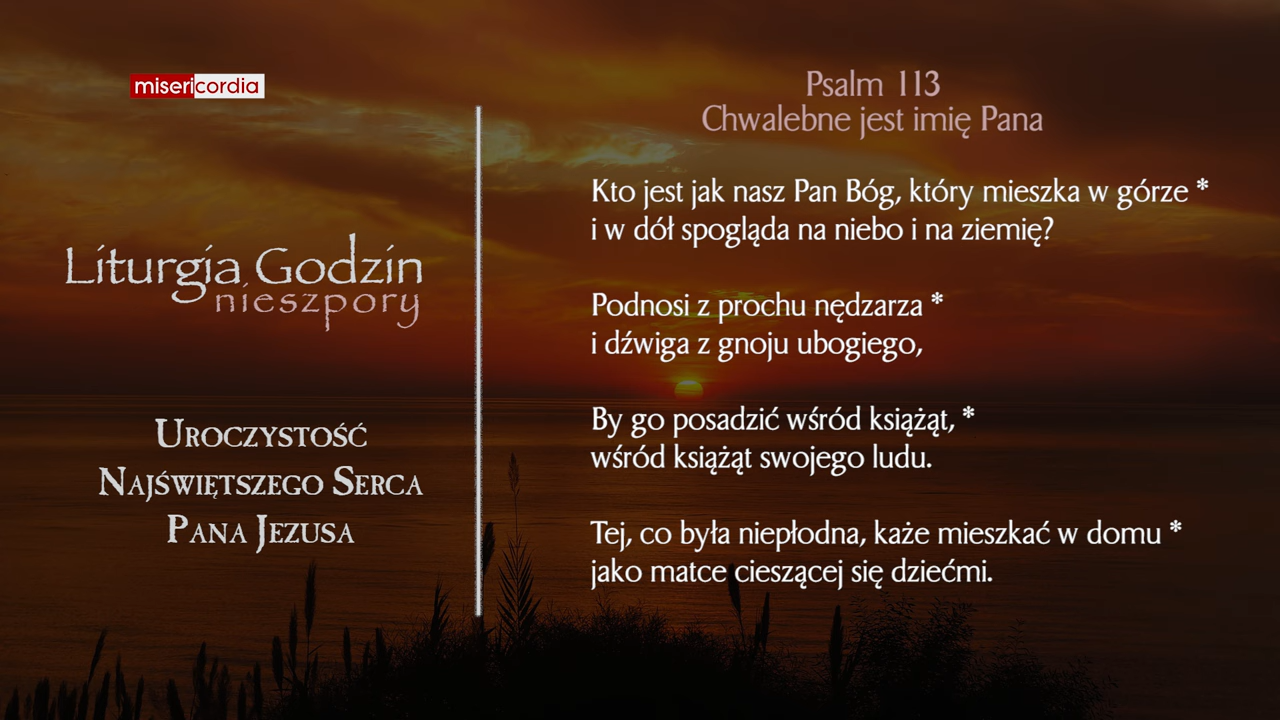 misericordia
Liturgia Godzin
nieszpory
Uroczystość
Najświętszego Serca
Pana Jezusa
Psalm 113
Chwalebne jest imię Pana
Kto jest jak nasz Pan Bóg, który mieszka w górze *
i w dół spogląda na niebo i na ziemię?
Podnosi z prochu nędzarza *
i dźwiga z gnoju ubogiego,
By go posadzić wśród książąt, *
wśród książąt swojego ludu.
Tej, co była niepłodna, każe mieszkać w domu *
jako matce cieszącej się dziećmi.